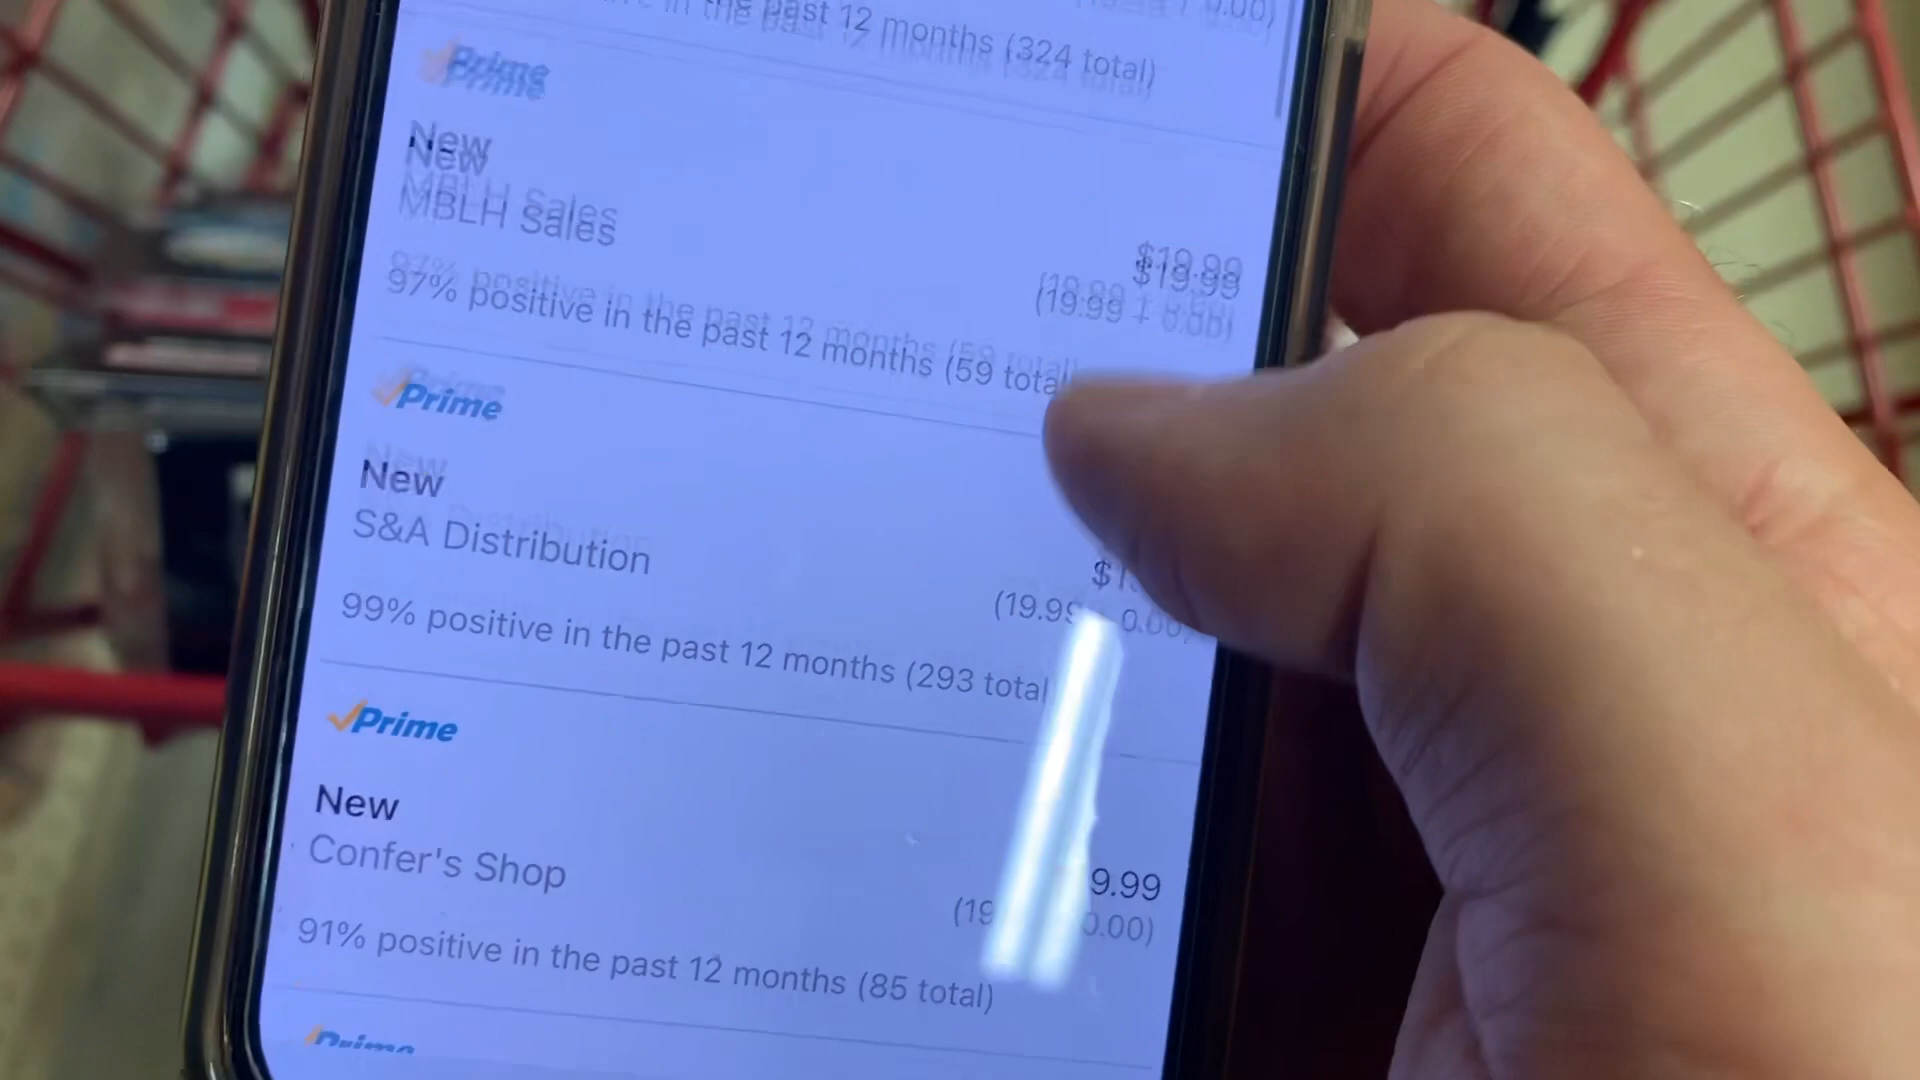 in the past 12 months (324 total)
Prime
New
MBLH Sales
$19.99
(19.99 + 0.00)
97% positive in the past 12 months (59 total
Prime
New
S&A Distribution
(19.99 0.00)
99% positive in the past 12 months (293 total
Prime
New
Confer's Shop
9.99
(19 0.00)
91% positive in the past 12 months (85 total)
Prime